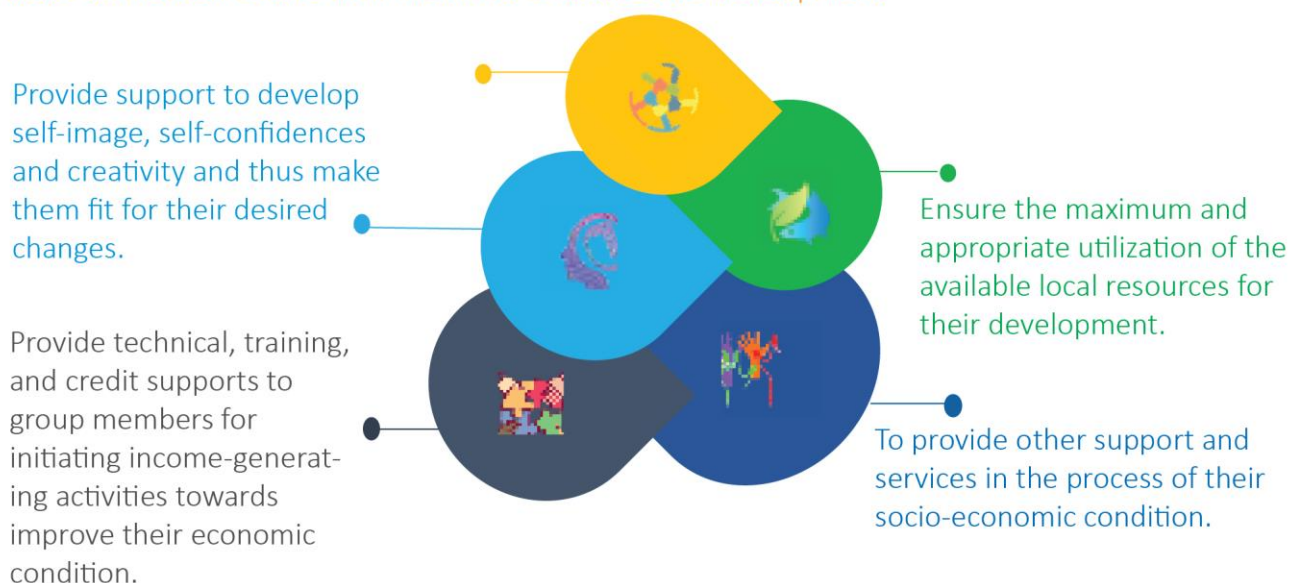 Provide support to develop
self-image, self-confidences
and creativity and thus make
them fit for their desired
changes.
Ensure the maximum and
appropriate utilization of the
available local resources for
their development.
Provide technical, training,
and credit supports to
group members for
initiating income-generat-
ing activities towards
improve their economic
condition.
To provide other support and
services in the process of their
socio-economic condition.